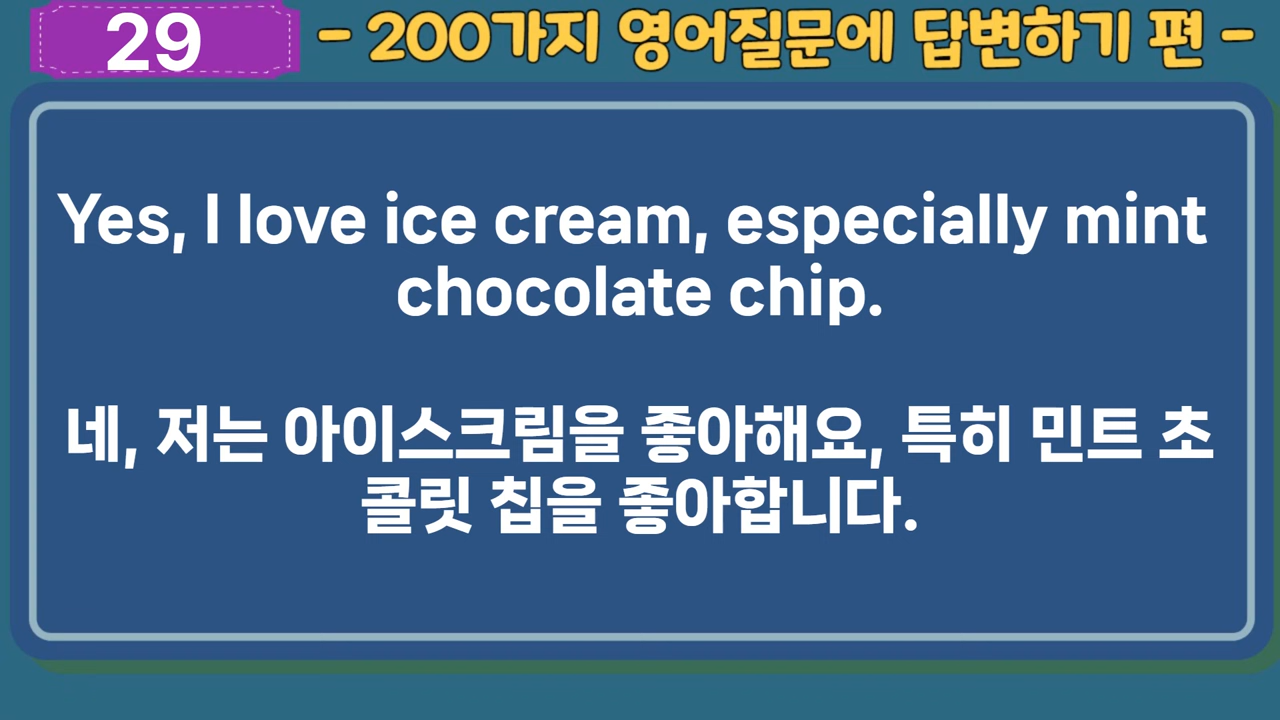 29
- 200가지 영어질문에 답변하기 편 -
Yes, I love ice cream, especially mint
chocolate chip.
네, 저는 아이스크림을 좋아해요, 특히 민트 초
콜릿 칩을 좋아합니다.